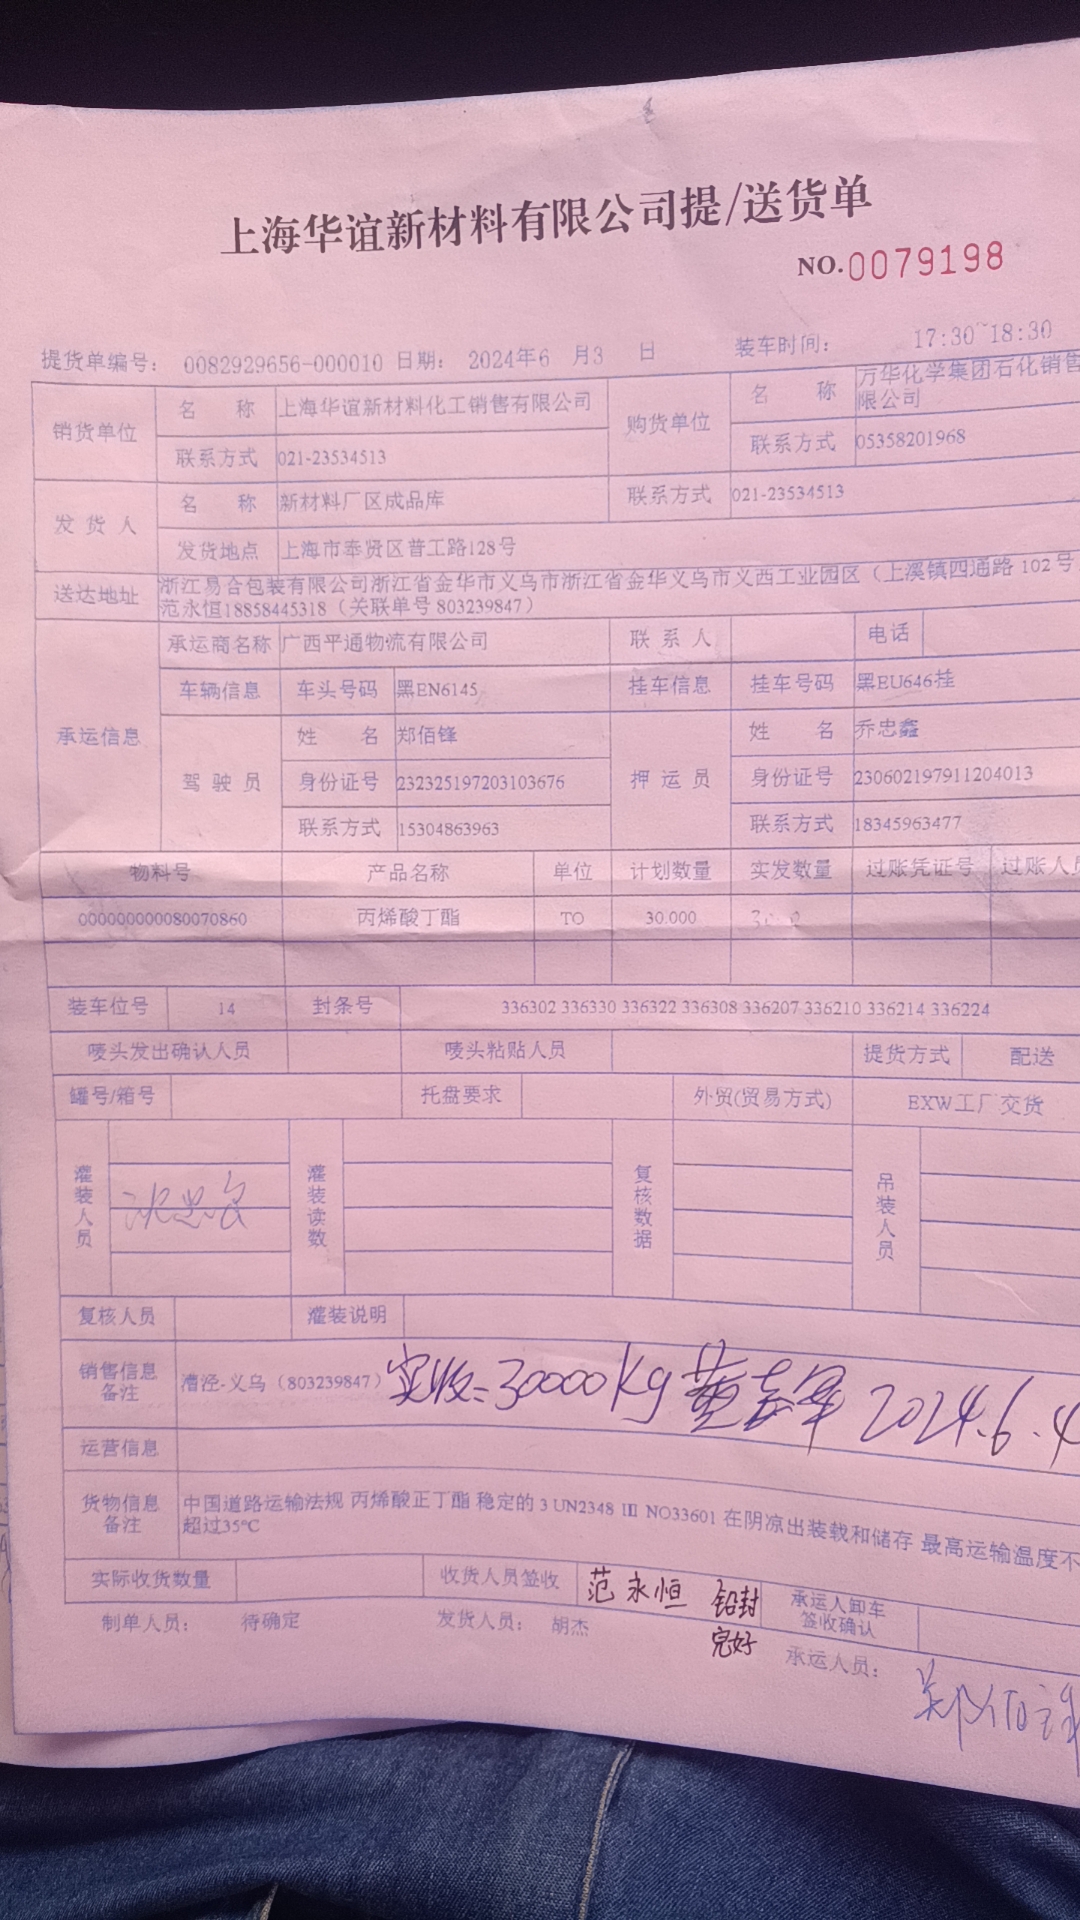 上海华谊新材料有限公司提/送货单
NO.0079198
提货单编号： 0082929656-000010 日期： 2024年6 月3 日 装车时间： 17:30~18:30
销货单位 名 称 上海华谊新材料化工销售有限公司 购货单位 名 称 万华化学集团石化销售
限公司
联系方式 021-23534513 联系方式 05358201968
发 货 人 名 称 新材料厂区成品库 联系方式 021-23534513
发货地点 上海市奉贤区普工路128号
送达地址 浙江易合包装有限公司浙江省金华市义乌市浙江省金华义乌市义西工业园区（上溪镇四通路 102号
范永恒18858445318（关联单号 803239847）
承运信息 承运商名称 广西平通物流有限公司 联 系 人 电话
车辆信息 车头号码 黑EN6145 挂车信息 挂车号码 黑EU646挂
驾 驶 员 姓 名 郑佰锋 押 运 员 姓 名 乔忠鑫
身份证号 232325197203103676 身份证号 230602197911204013
联系方式 15304863963 联系方式 18345963477
物料号 产品名称 单位 计划数量 实发数量 过账凭证号 过账人员
000000000080070860 丙烯酸丁酯 TO 30.000
装车位号 14 封条号 336302 336330 336322 336308 336207 336210 336214 336224
唛头发出确认人员 唛头粘贴人员 提货方式 配送
罐号/箱号 托盘要求 外贸(贸易方式) EXW工厂交货
灌装人员 灌装读数 复核数据 吊装人员
复核人员 灌装说明
销售信息备注 漕泾-义乌（803239847） 实收：30000Kg 2024.6.4
运营信息
货物信息备注 中国道路运输法规 丙烯酸正丁酯 稳定的 3 UN2348 III NO33601 在阴凉出装载和储存 最高运输温度不
超过35℃
实际收货数量 收货人员签收 范永恒 铅封完好 承运人卸车签收确认
制单人员： 待确定 发货人员： 胡杰 承运人员： 郑佰锋